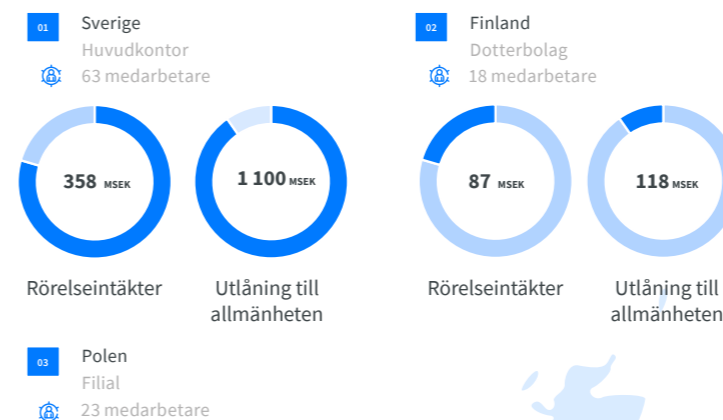 01
Sverige
Huvudkontor
63 medarbetare
358 MSEK
1 100 MSEK
Rörelseintäkter
Utlåning till
allmänheten
02
Finland
Dotterbolag
18 medarbetare
87 MSEK
118 MSEK
Rörelseintäkter
Utlåning till
allmänheten
03
Polen
Filial
23 medarbetare